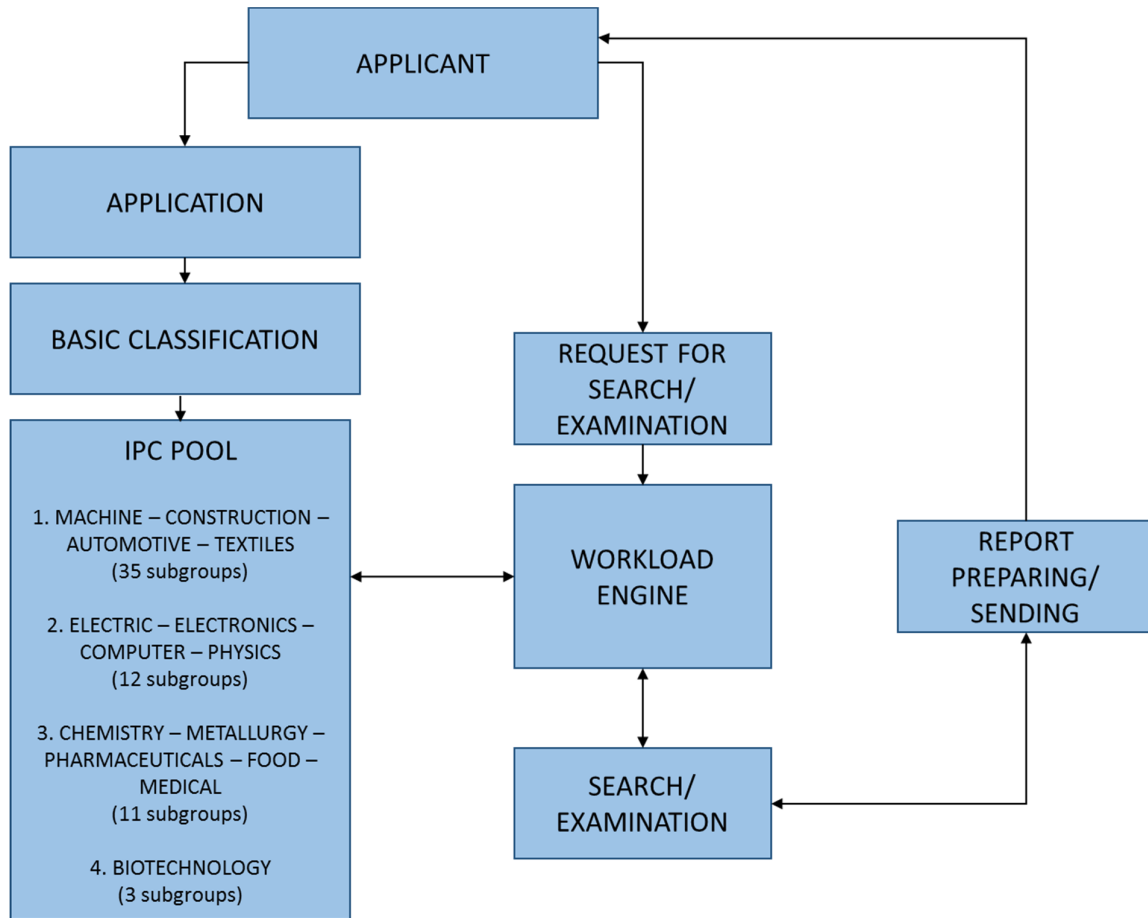 APPLICANT
APPLICATION
BASIC CLASSIFICATION
IPC POOL
1. MACHINE – CONSTRUCTION –
AUTOMOTIVE – TEXTILES
(35 subgroups)
2. ELECTRIC – ELECTRONICS –
COMPUTER – PHYSICS
(12 subgroups)
3. CHEMISTRY – METALLURGY –
PHARMACEUTICALS – FOOD –
MEDICAL
(11 subgroups)
4. BIOTECHNOLOGY
(3 subgroups)
REQUEST FOR
SEARCH/
EXAMINATION
WORKLOAD
ENGINE
SEARCH/
EXAMINATION
REPORT
PREPARING/
SENDING